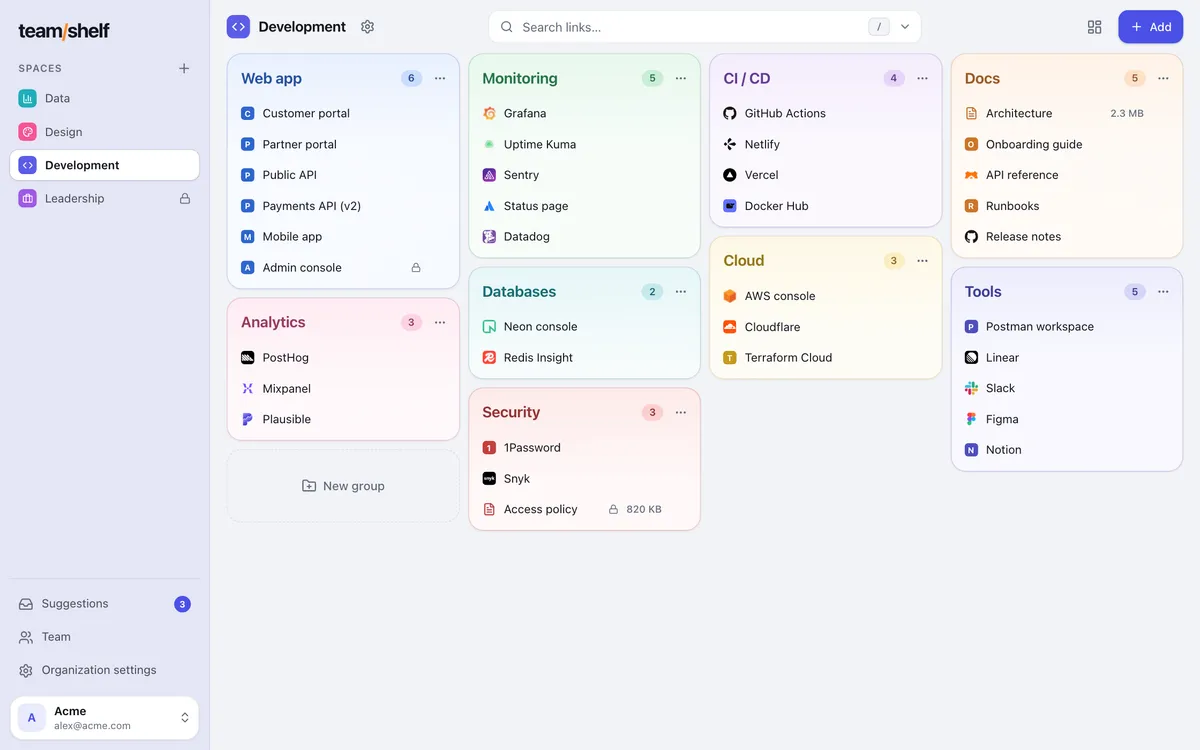 team/shelf
SPACES
Data
Design
Development
Leadership
Suggestions 3
Team
Organization settings
A
Acme
alex@acme.com
Development
Search links...
/
Add
Web app 6
C Customer portal
P Partner portal
P Public API
P Payments API (v2)
M Mobile app
A Admin console
Analytics 3
PostHog
Mixpanel
Plausible
New group
Monitoring 5
Grafana
Uptime Kuma
Sentry
Status page
Datadog
Databases 2
Neon console
Redis Insight
Security 3
1 1Password
snyk Snyk
Access policy 820 KB
CI / CD 4
GitHub Actions
Netlify
Vercel
Docker Hub
Cloud 3
AWS console
Cloudflare
T Terraform Cloud
Docs 5
Architecture 2.3 MB
O Onboarding guide
API reference
R Runbooks
Release notes
Tools 5
P Postman workspace
Linear
Slack
Figma
N Notion